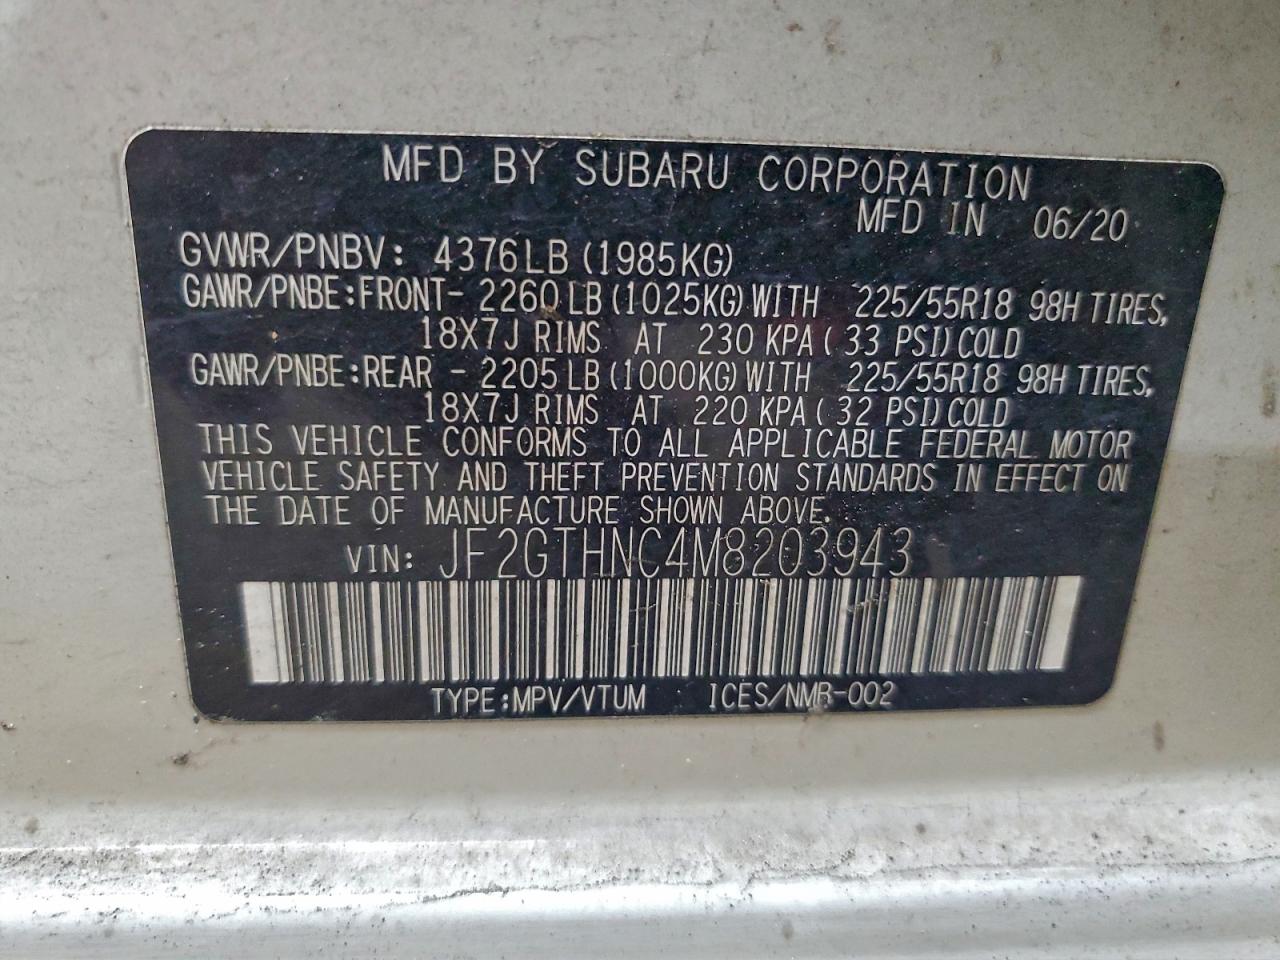 MFD BY SUBARU CORPORATION
MFD IN 06/20
GVWR/PNBV: 4376LB (1985KG)
GAWR/PNBE:FRONT- 2260LB (1025KG) WITH 225/55R18 98H TIRES,
18X7J RIMS AT 230 KPA ( 33 PSI) COLD
GAWR/PNBE:REAR - 2205LB (1000KG) WITH 225/55R18 98H TIRES,
18X7J RIMS AT 220 KPA ( 32 PSI) COLD
THIS VEHICLE CONFORMS TO ALL APPLICABLE FEDERAL MOTOR
VEHICLE SAFETY AND THEFT PREVENTION STANDARDS IN EFFECT ON
THE DATE OF MANUFACTURE SHOWN ABOVE.
VIN: JF2GTHNC4M8203943
TYPE:MPV/VTUM ICES/NMB-002